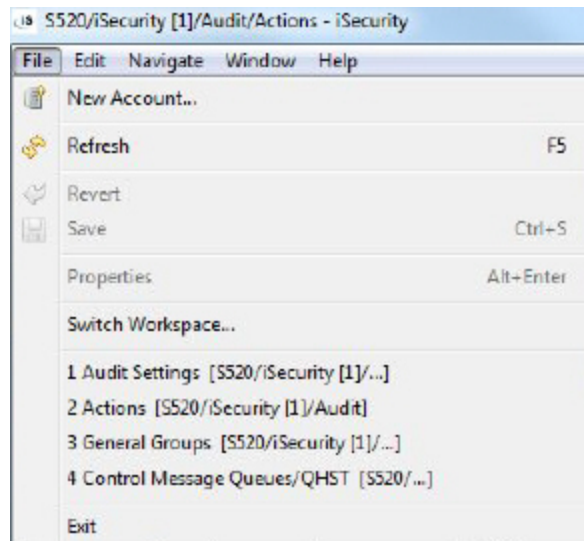 iS S520/iSecurity [1]/Audit/Actions - iSecurity
File Edit Navigate Window Help
New Account...
Refresh F5
Revert
Save Ctrl+S
Properties Alt+Enter
Switch Workspace...
1 Audit Settings [S520/iSecurity [1]/...]
2 Actions [S520/iSecurity [1]/Audit]
3 General Groups [S520/iSecurity [1]/...]
4 Control Message Queues/QHST [S520/...]
Exit